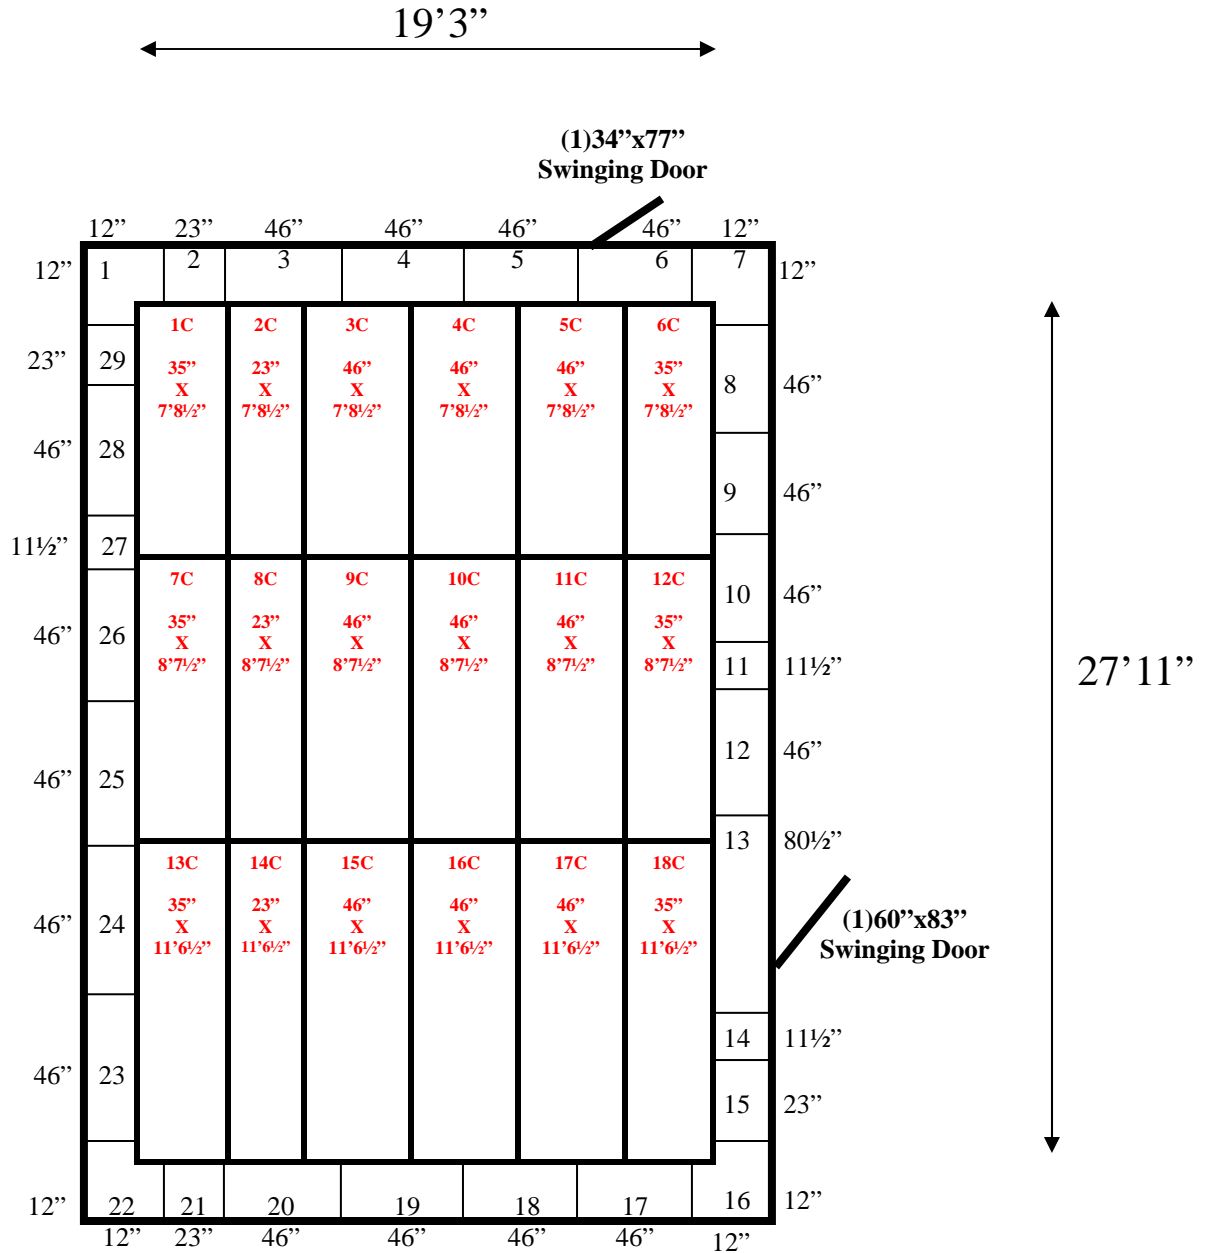 19’3”
(1)34”x77”
Swinging Door
12” 23” 46” 46” 46” 46” 12”
12” 1 2 3 4 5 6 7 12”
1C 2C 3C 4C 5C 6C
23” 29 35” 23” 46” 46” 46” 35” 8 46”
X X X X X X
7’8½” 7’8½” 7’8½” 7’8½” 7’8½” 7’8½”
46” 28 9 46”
11½” 27
7C 8C 9C 10C 11C 12C 10 46”
46” 26 35” 23” 46” 46” 46” 35”
X X X X X X
8’7½” 8’7½” 8’7½” 8’7½” 8’7½” 8’7½” 11 11½” 27’11”
46” 25 12 46”
13 80½”
13C 14C 15C 16C 17C 18C
46” 24 35” 23” 46” 46” 46” 35” (1)60”x83”
X X X X X X
11’6½” 11’6½” 11’6½” 11’6½” 11’6½” 11’6½” Swinging Door
14 11½”
46” 23 15 23”
12” 22 21 20 19 18 17 16 12”
12” 23” 46” 46” 46” 46” 12”